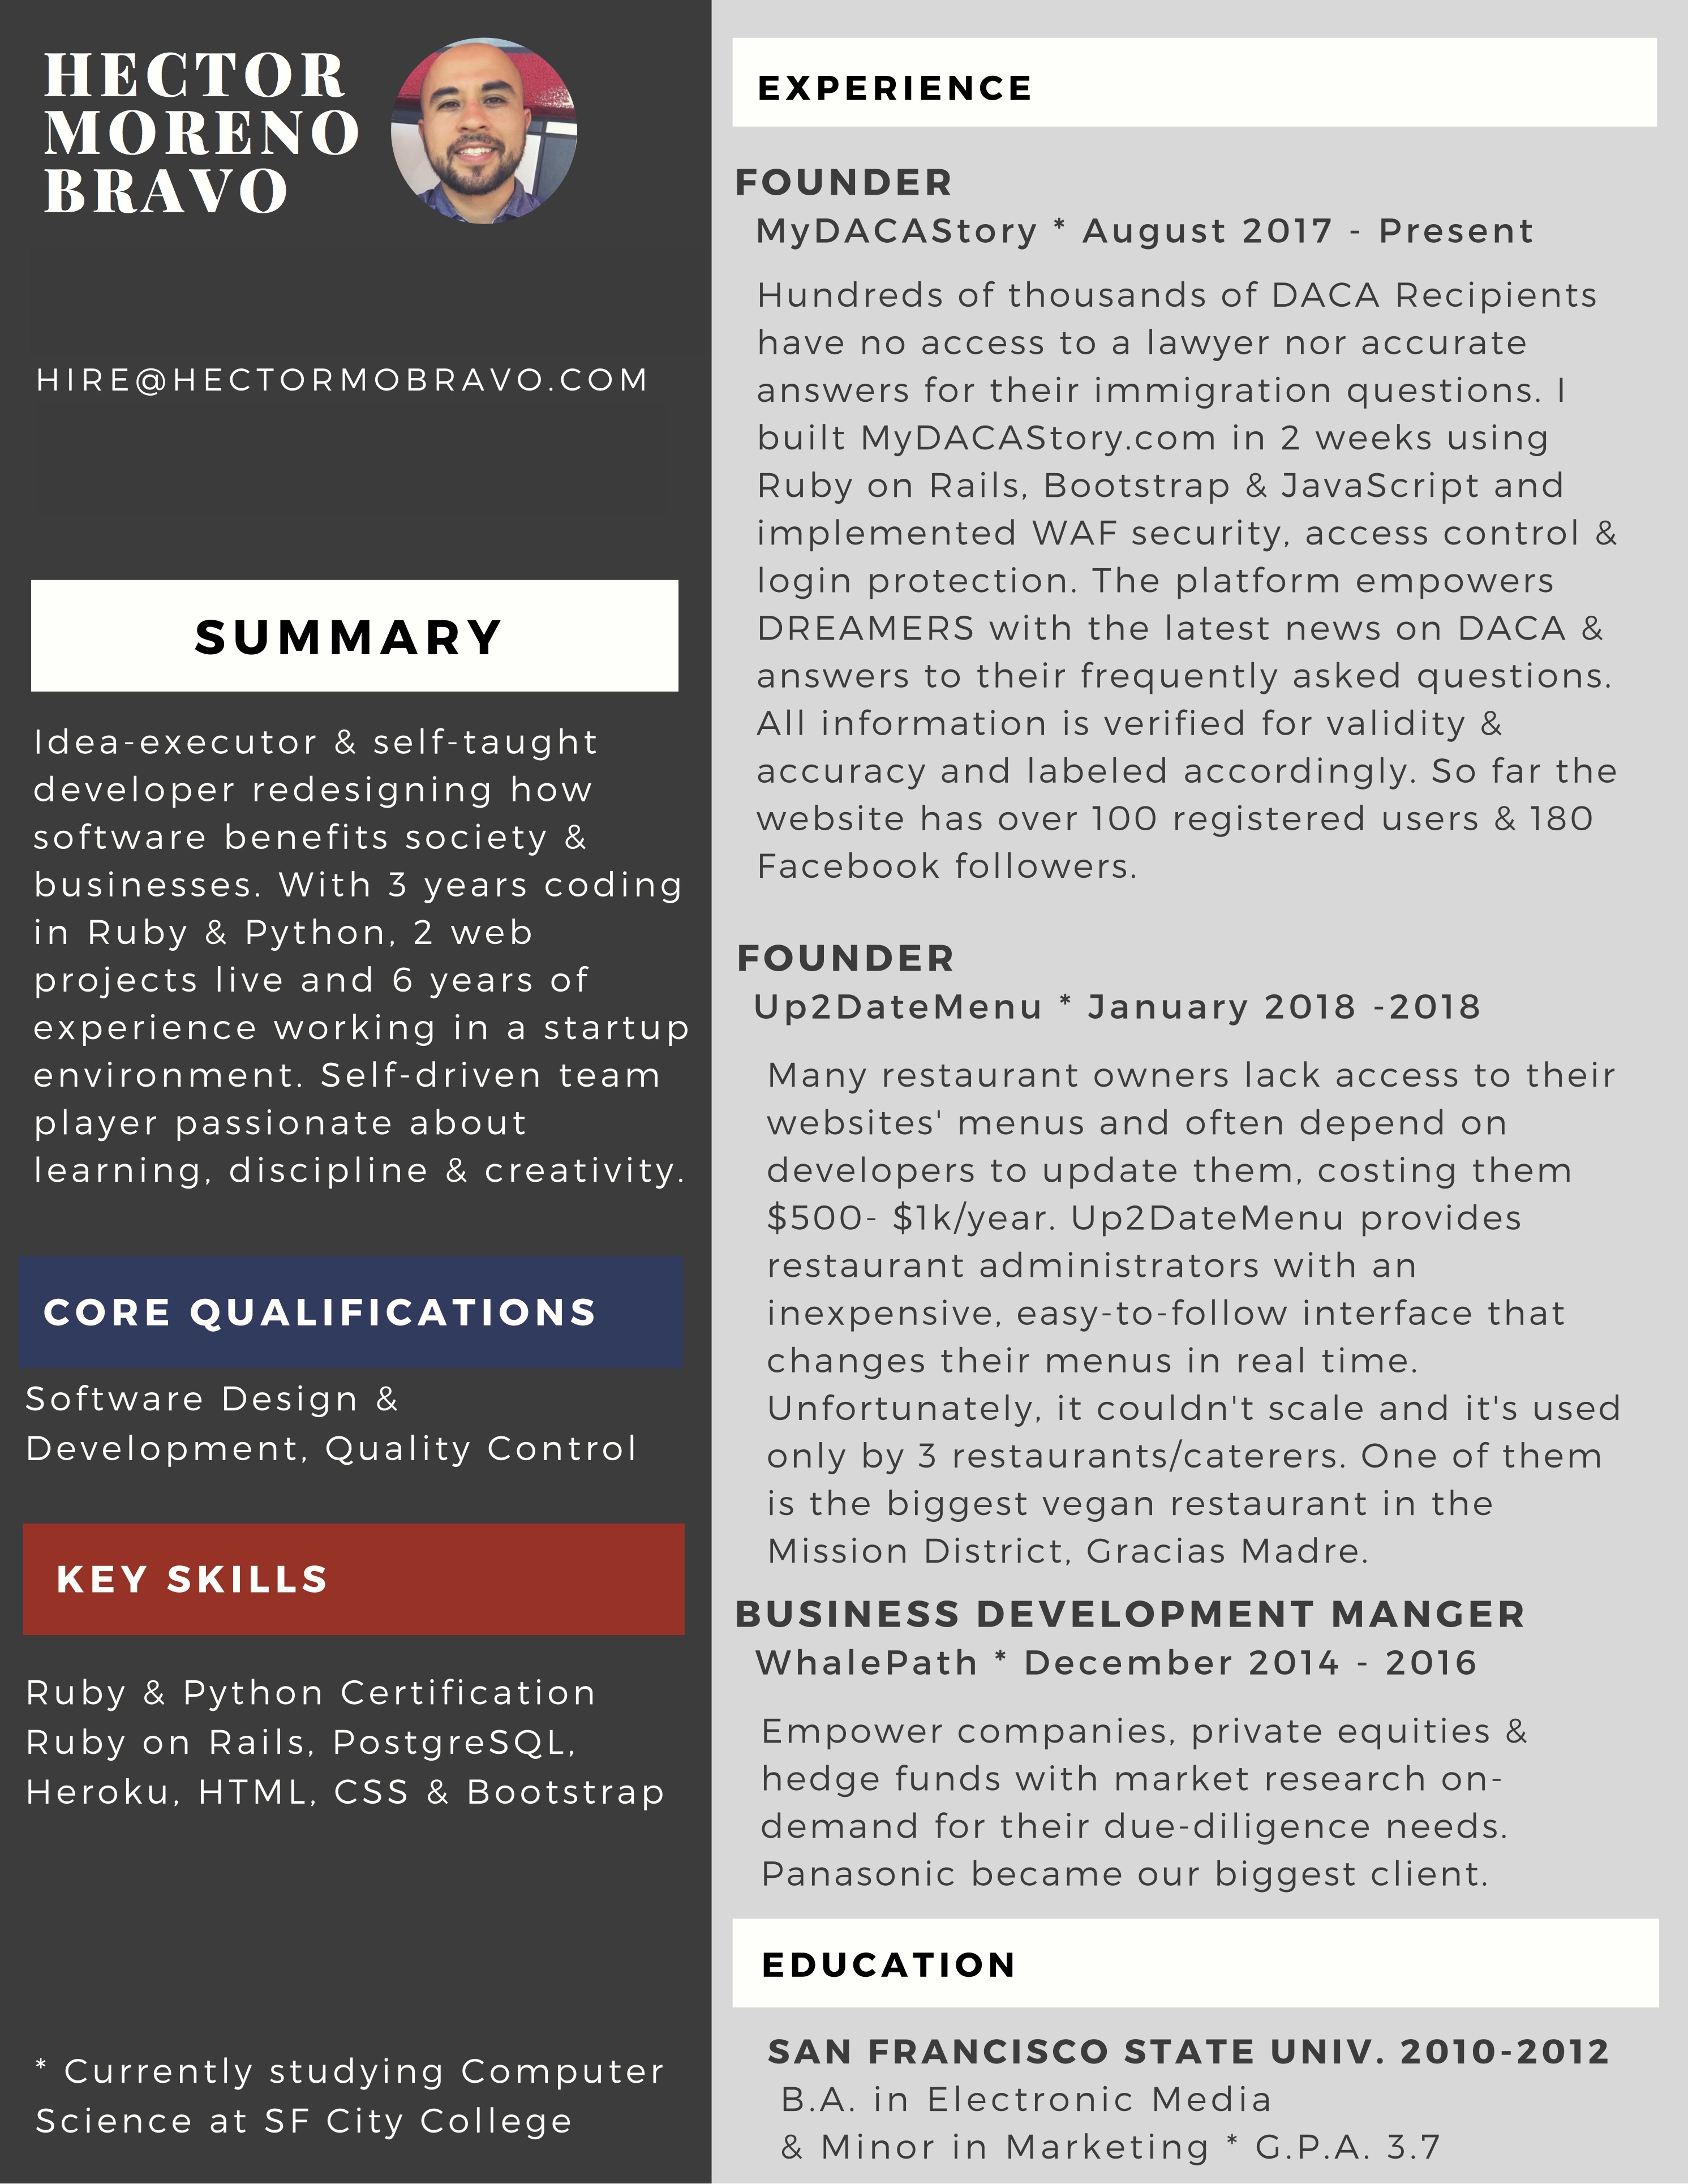 HECTOR
MORENO
BRAVO
HIRE@HECTORMOBRAVO.COM
SUMMARY
Idea-executor & self-taught
developer redesigning how
software benefits society &
businesses. With 3 years coding
in Ruby & Python, 2 web
projects live and 6 years of
experience working in a startup
environment. Self-driven team
player passionate about
learning, discipline & creativity.
CORE QUALIFICATIONS
Software Design &
Development, Quality Control
KEY SKILLS
Ruby & Python Certification
Ruby on Rails, PostgreSQL,
Heroku, HTML, CSS & Bootstrap
* Currently studying Computer
Science at SF City College
EXPERIENCE
FOUNDER
MyDACAStory * August 2017 - Present
Hundreds of thousands of DACA Recipients
have no access to a lawyer nor accurate
answers for their immigration questions. I
built MyDACAStory.com in 2 weeks using
Ruby on Rails, Bootstrap & JavaScript and
implemented WAF security, access control &
login protection. The platform empowers
DREAMERS with the latest news on DACA &
answers to their frequently asked questions.
All information is verified for validity &
accuracy and labeled accordingly. So far the
website has over 100 registered users & 180
Facebook followers.
FOUNDER
Up2DateMenu * January 2018 -2018
Many restaurant owners lack access to their
websites' menus and often depend on
developers to update them, costing them
$500- $1k/year. Up2DateMenu provides
restaurant administrators with an
inexpensive, easy-to-follow interface that
changes their menus in real time.
Unfortunately, it couldn't scale and it's used
only by 3 restaurants/caterers. One of them
is the biggest vegan restaurant in the
Mission District, Gracias Madre.
BUSINESS DEVELOPMENT MANGER
WhalePath * December 2014 - 2016
Empower companies, private equities &
hedge funds with market research on-
demand for their due-diligence needs.
Panasonic became our biggest client.
EDUCATION
SAN FRANCISCO STATE UNIV. 2010-2012
B.A. in Electronic Media
& Minor in Marketing * G.P.A. 3.7